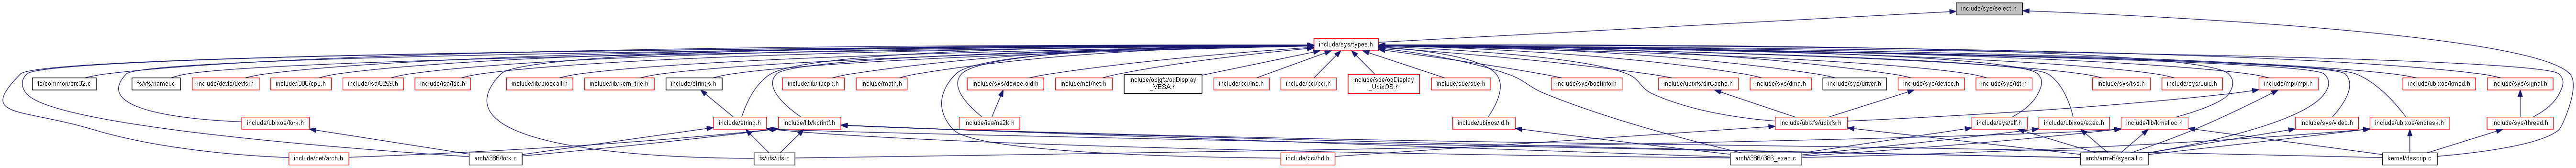 include/sys/select.h
include/sys/types.h
fs/common/crc32.c
fs/vfs/namei.c
include/devfs/devfs.h
include/i386/cpu.h
include/isa/8259.h
include/isa/fdc.h
include/lib/bioscall.h
include/lib/kern_trie.h
include/strings.h
include/lib/libcpp.h
include/math.h
include/sys/device.old.h
include/net/net.h
include/objgfx/ogDisplay
_VESA.h
include/pci/lnc.h
include/pci/pci.h
include/sde/ogDisplay
_UbixOS.h
include/sde/sde.h
include/sys/bootinfo.h
include/ubixfs/dirCache.h
include/sys/dma.h
include/sys/driver.h
include/sys/device.h
include/sys/idt.h
include/sys/tss.h
include/sys/uuid.h
include/mpi/mpi.h
include/ubixos/kmod.h
include/sys/signal.h
include/ubixos/fork.h
include/string.h
include/lib/kprintf.h
include/isa/ne2k.h
include/ubixos/ld.h
include/ubixfs/ubixfs.h
include/sys/elf.h
include/ubixos/exec.h
include/lib/kmalloc.h
include/sys/video.h
include/ubixos/endtask.h
include/sys/thread.h
include/net/arch.h
arch/i386/fork.c
fs/ufs/ufs.c
include/pci/hd.h
arch/i386/i386_exec.c
arch/armv6/syscall.c
kernel/descrip.c